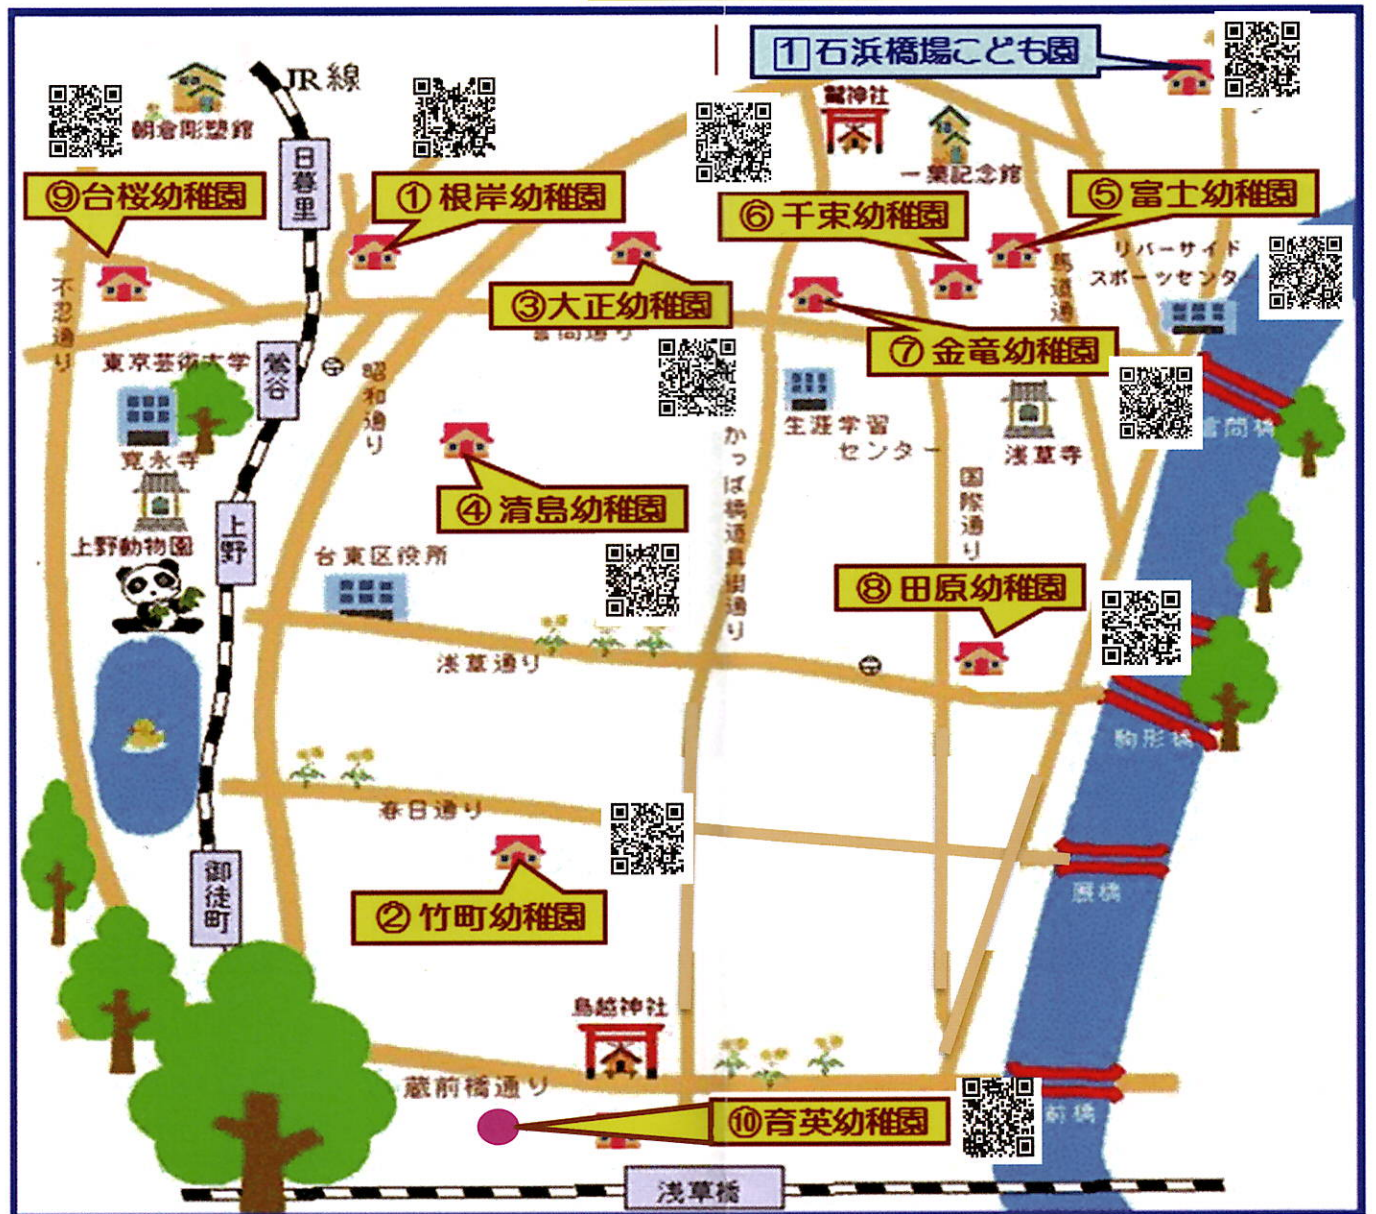 1 石浜橋場こども園
JR線
鷲神社
朝倉彫塑館
日暮里
一葉記念館
⑨台桜幼稚園
①根岸幼稚園
⑥千束幼稚園
⑤富士幼稚園
リバーサイド
スポーツセンター
不忍通り
馬道通
③大正幼稚園
言問通り
⑦金竜幼稚園
東京芸術大学
鶯谷
昭和通り
生涯学習
センター
浅草寺
言問橋
かっぱ橋道具街通り
寛永寺
④清島幼稚園
国際通り
上野
上野動物園
台東区役所
⑧田原幼稚園
浅草通り
駒形橋
春日通り
御徒町
②竹町幼稚園
厩橋
鳥越神社
蔵前橋通り
⑩育英幼稚園
前橋
浅草橋